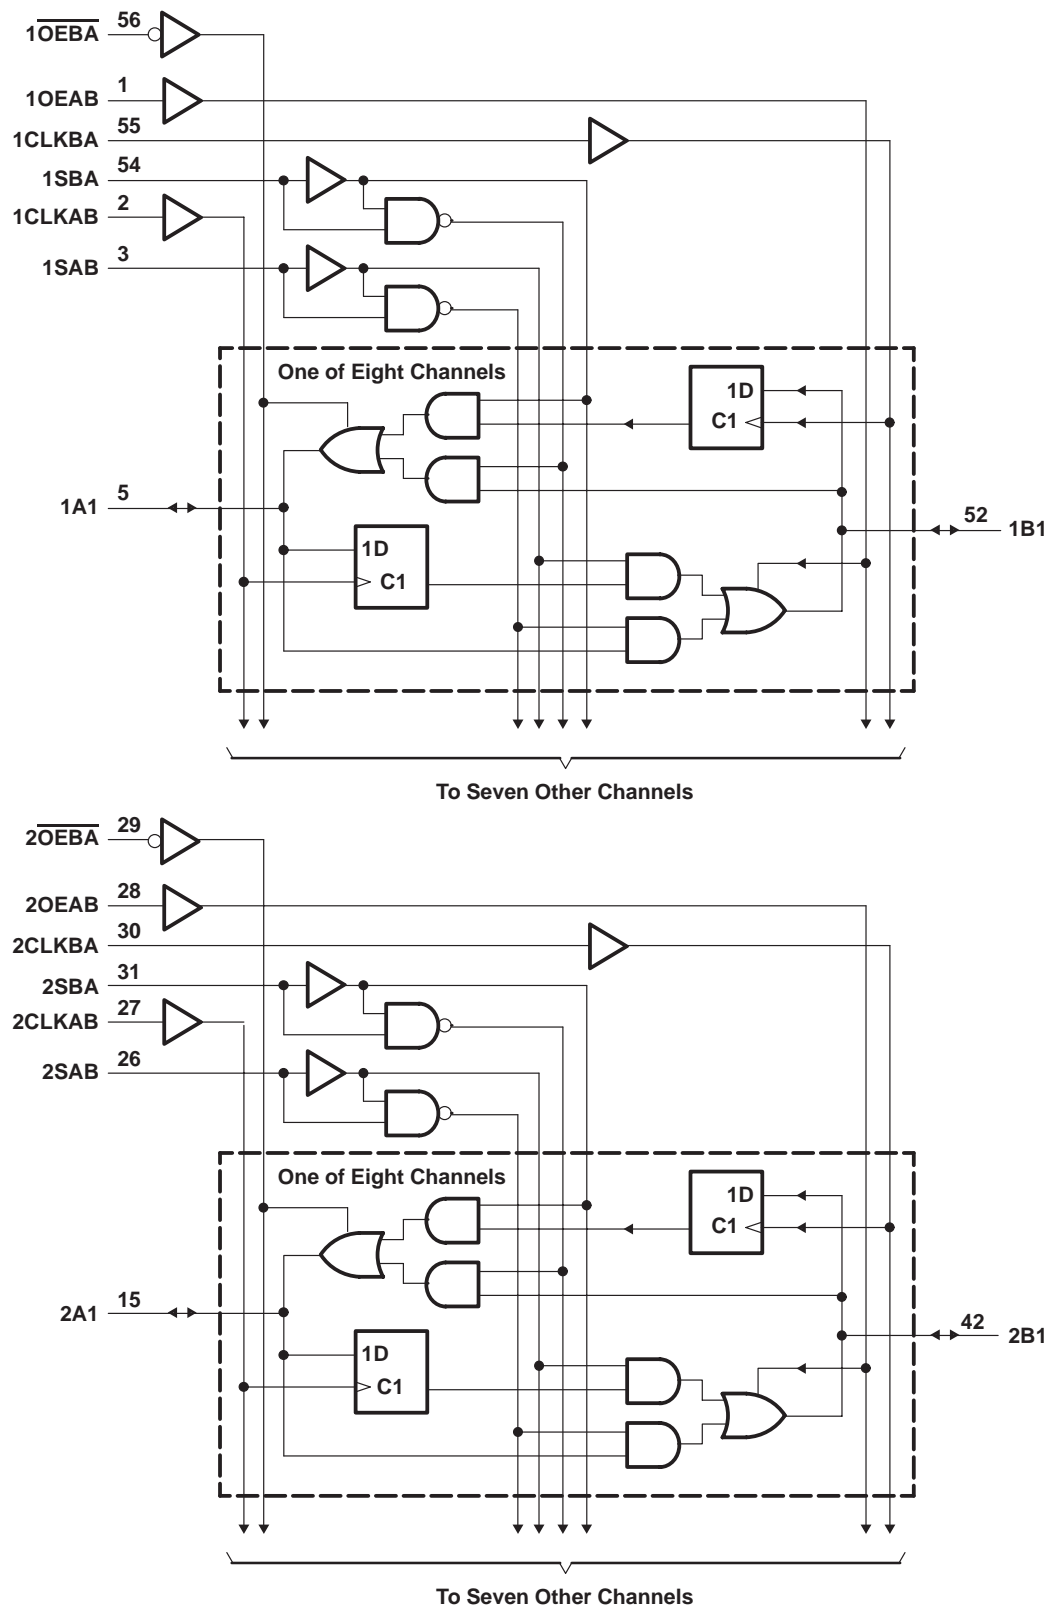 1OEBA 56
1OEAB 1
1CLKBA 55
1SBA 54
1CLKAB 2
1SAB 3
One of Eight Channels
1D
C1
1A1 5
52 1B1
1D
C1
To Seven Other Channels
2OEBA 29
2OEAB 28
2CLKBA 30
2SBA 31
2CLKAB 27
2SAB 26
One of Eight Channels
1D
C1
2A1 15
42 2B1
1D
C1
To Seven Other Channels